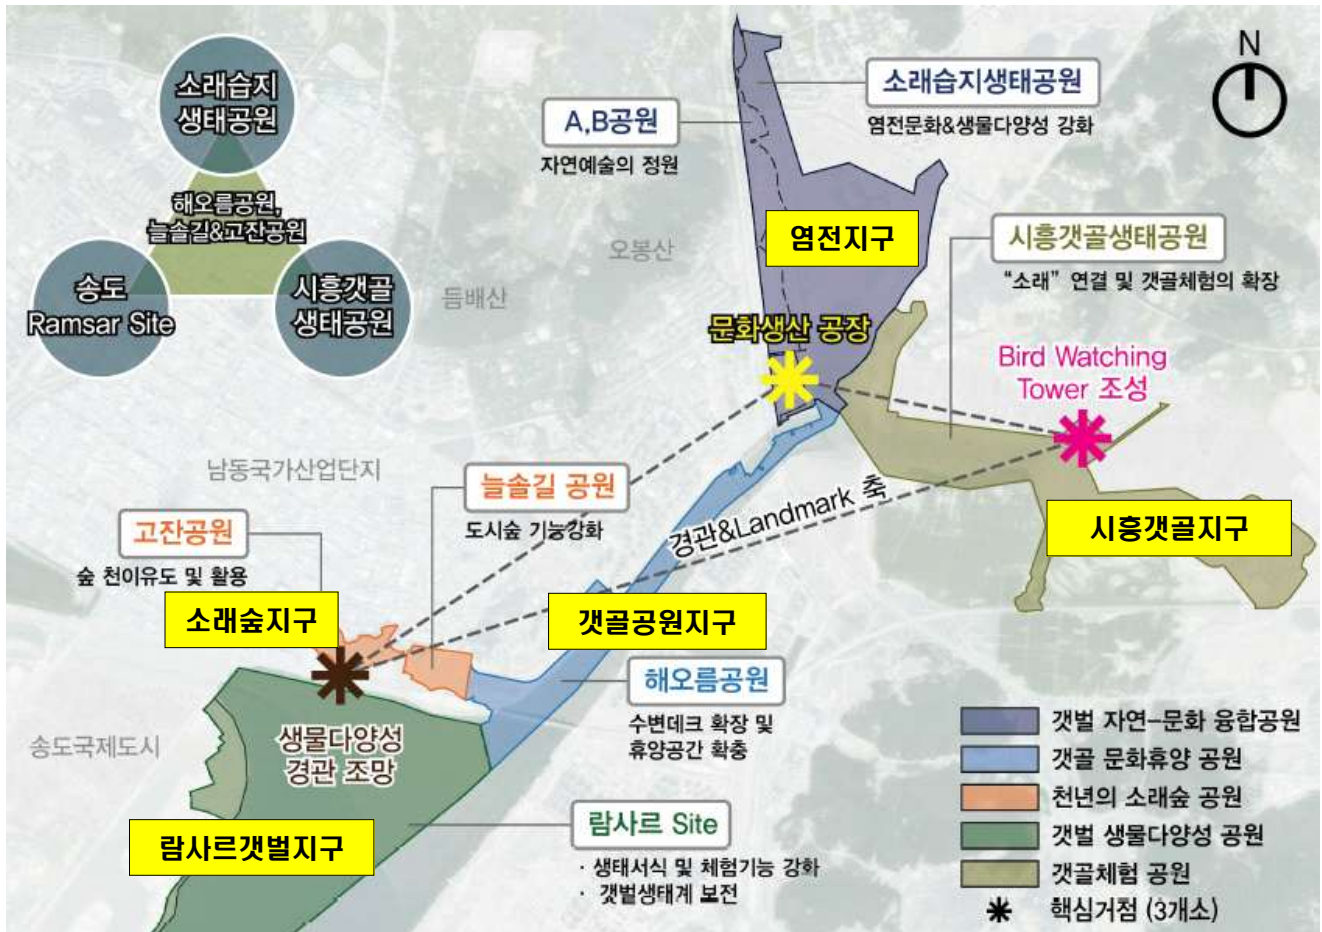 소래습지
생태공원
해오름공원,
늘솔길&고잔공원
송도
Ramsar Site
시흥갯골
생태공원
N
소래습지생태공원
염전문화&생물다양성 강화
A,B공원
자연예술의 정원
오봉산
듬배산
염전지구
시흥갯골생태공원
“소래” 연결 및 갯골체험의 확장
문화생산 공장
Bird Watching
Tower 조성
남동국가산업단지
늘솔길 공원
도시숲 기능강화
경관&Landmark 축
시흥갯골지구
고잔공원
숲 천이유도 및 활용
소래숲지구
갯골공원지구
해오름공원
수변데크 확장 및
휴양공간 확충
송도국제도시
생물다양성
경관 조망
람사르갯벌지구
람사르 Site
· 생태서식 및 체험기능 강화
· 갯벌생태계 보전
갯벌 자연-문화 융합공원
갯골 문화휴양 공원
천년의 소래숲 공원
갯벌 생물다양성 공원
갯골체험 공원
핵심거점 (3개소)